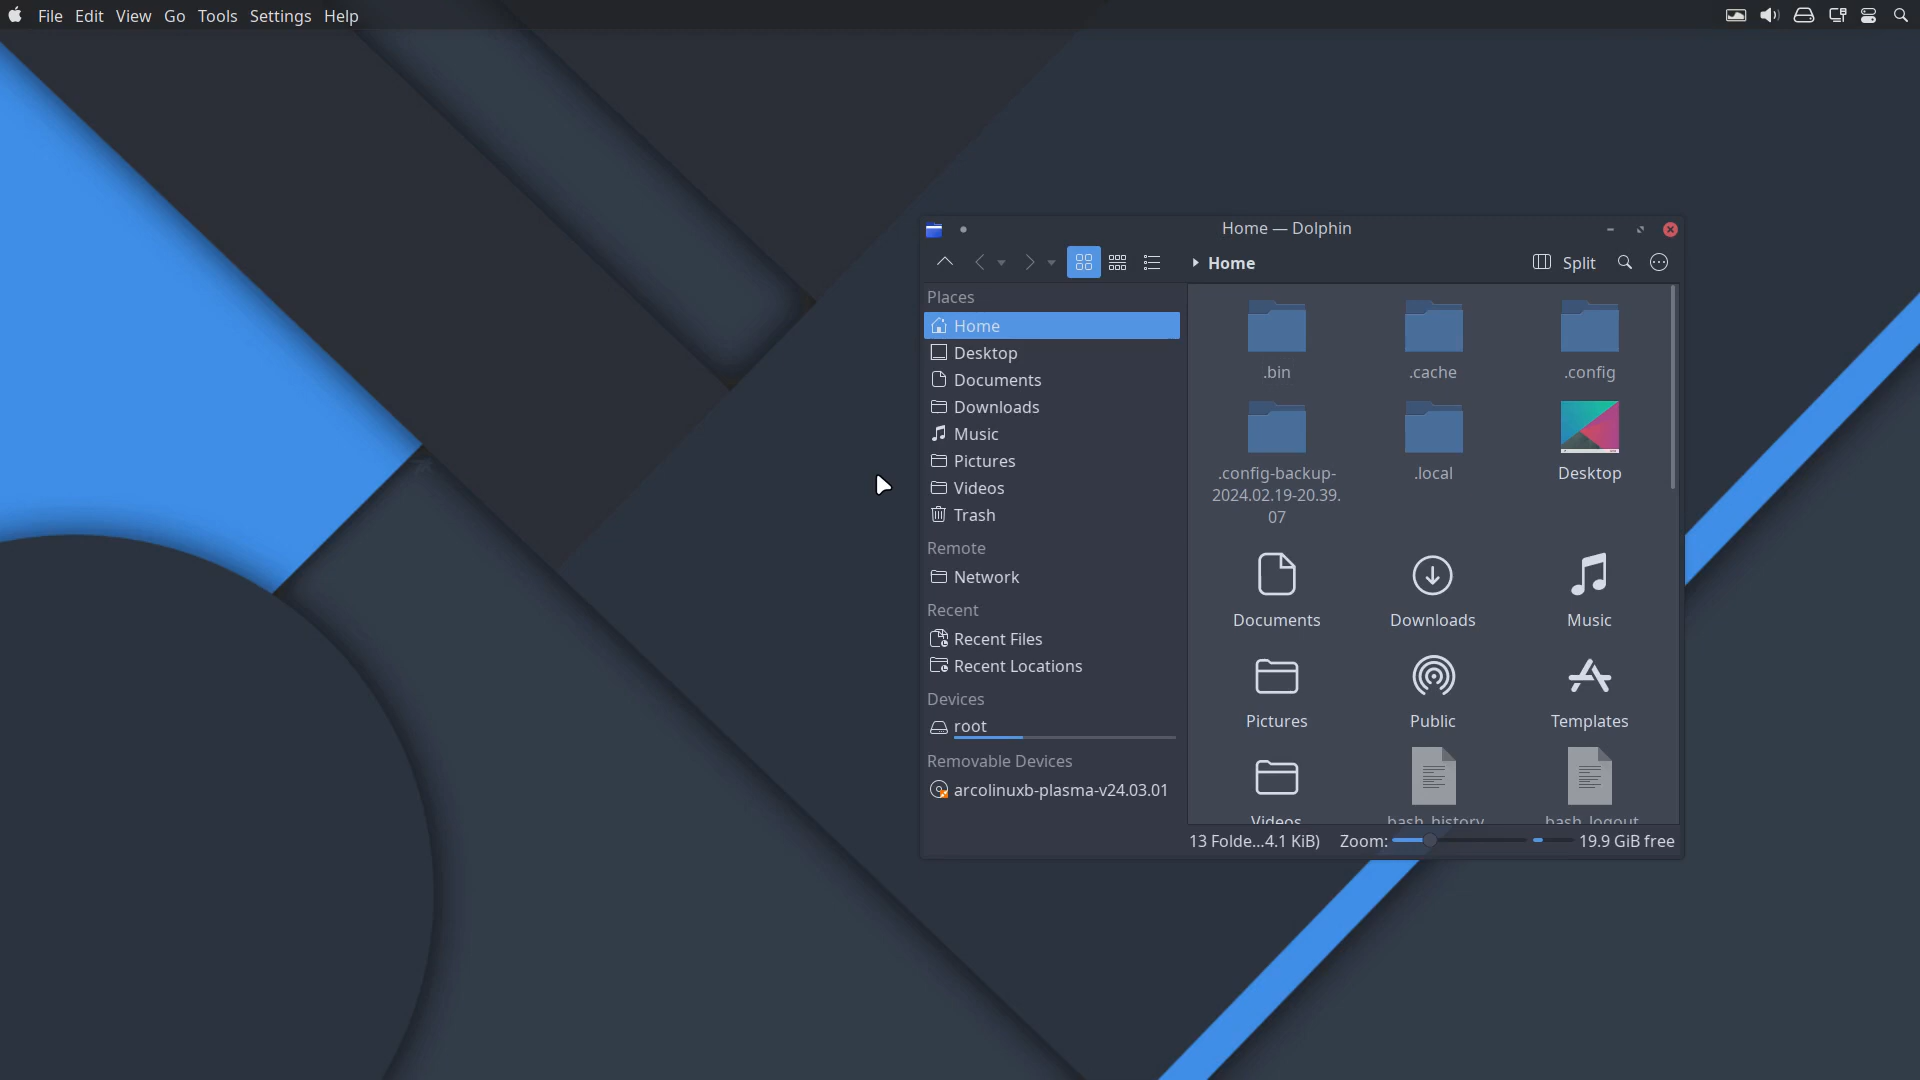 File Edit View Go Tools Settings Help
Home — Dolphin
Home
Split
Places
Home
Desktop
Documents
Downloads
Music
Pictures
Videos
Trash
Remote
Network
Recent
Recent Files
Recent Locations
Devices
root
Removable Devices
arcolinuxb-plasma-v24.03.01
.bin
.cache
.config
.config-backup-
2024.02.19-20.39.
07
.local
Desktop
Documents
Downloads
Music
Pictures
Public
Templates
Videos
bash_history
bash_logout
13 Folde...4.1 KiB)
Zoom:
19.9 GiB free